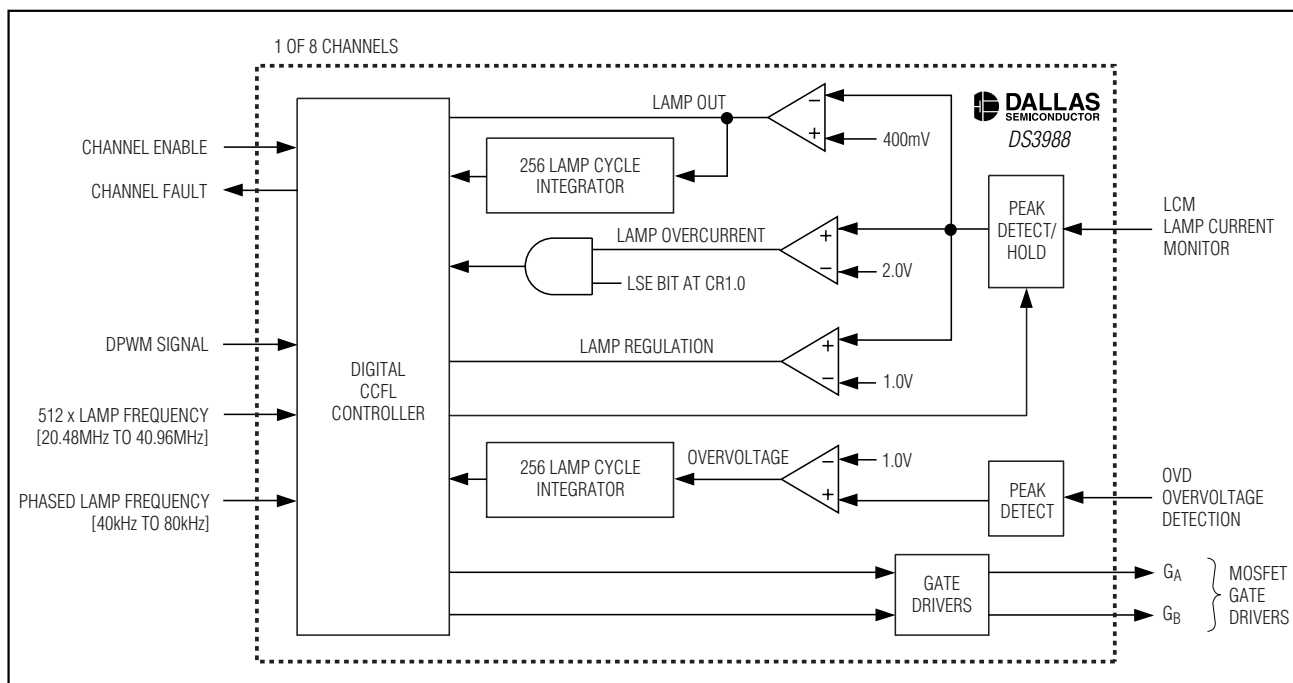 1 OF 8 CHANNELS
DALLAS
SEMICONDUCTOR
DS3988
CHANNEL ENABLE
CHANNEL FAULT
DPWM SIGNAL
512 x LAMP FREQUENCY
[20.48MHz TO 40.96MHz]
PHASED LAMP FREQUENCY
[40kHz TO 80kHz]
DIGITAL
CCFL
CONTROLLER
LAMP OUT
−
+
400mV
256 LAMP CYCLE
INTEGRATOR
LAMP OVERCURRENT
+
−
2.0V
LSE BIT AT CR1.0
LAMP REGULATION
+
−
1.0V
256 LAMP CYCLE
INTEGRATOR
OVERVOLTAGE
−
+
1.0V
PEAK
DETECT/
HOLD
LCM
LAMP CURRENT
MONITOR
PEAK
DETECT
OVD
OVERVOLTAGE
DETECTION
GATE
DRIVERS
GA
GB
MOSFET
GATE
DRIVERS